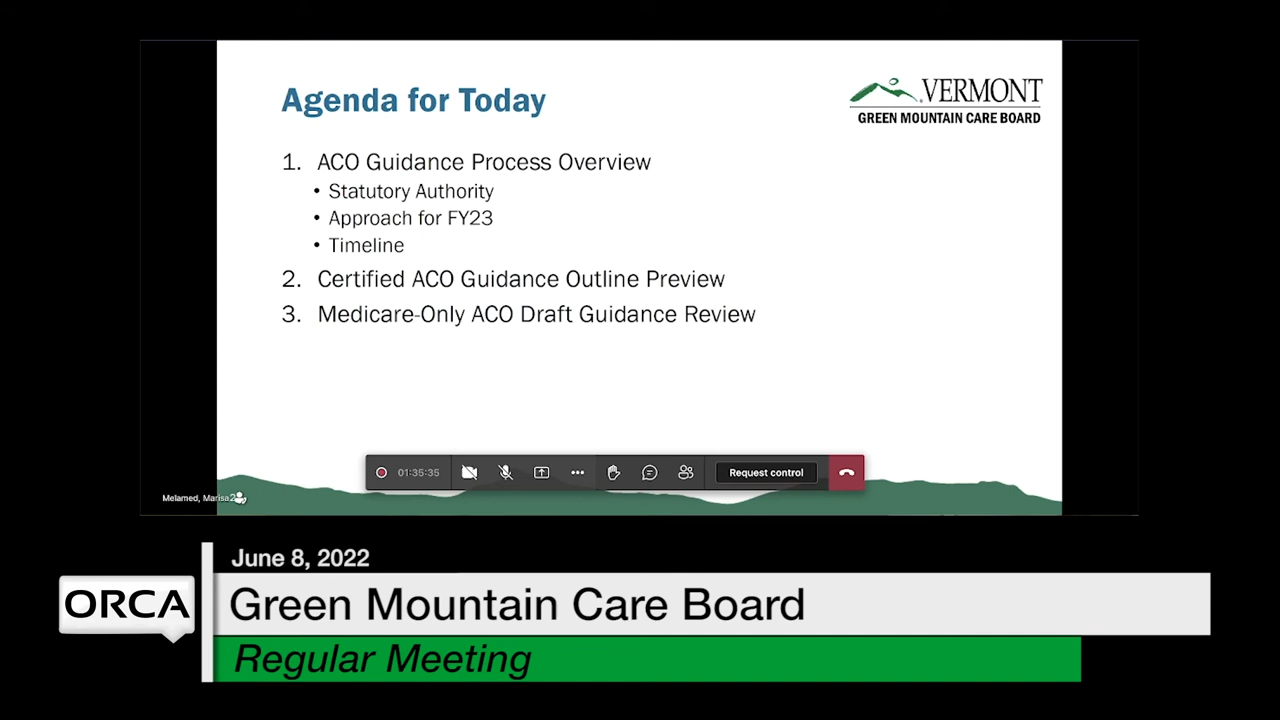 Agenda for Today
VERMONT
GREEN MOUNTAIN CARE BOARD
1. ACO Guidance Process Overview
• Statutory Authority
• Approach for FY23
• Timeline
2. Certified ACO Guidance Outline Preview
3. Medicare-Only ACO Draft Guidance Review
01:35:35
Request control
Melamed, Marisa
June 8, 2022
ORCA
Green Mountain Care Board
Regular Meeting